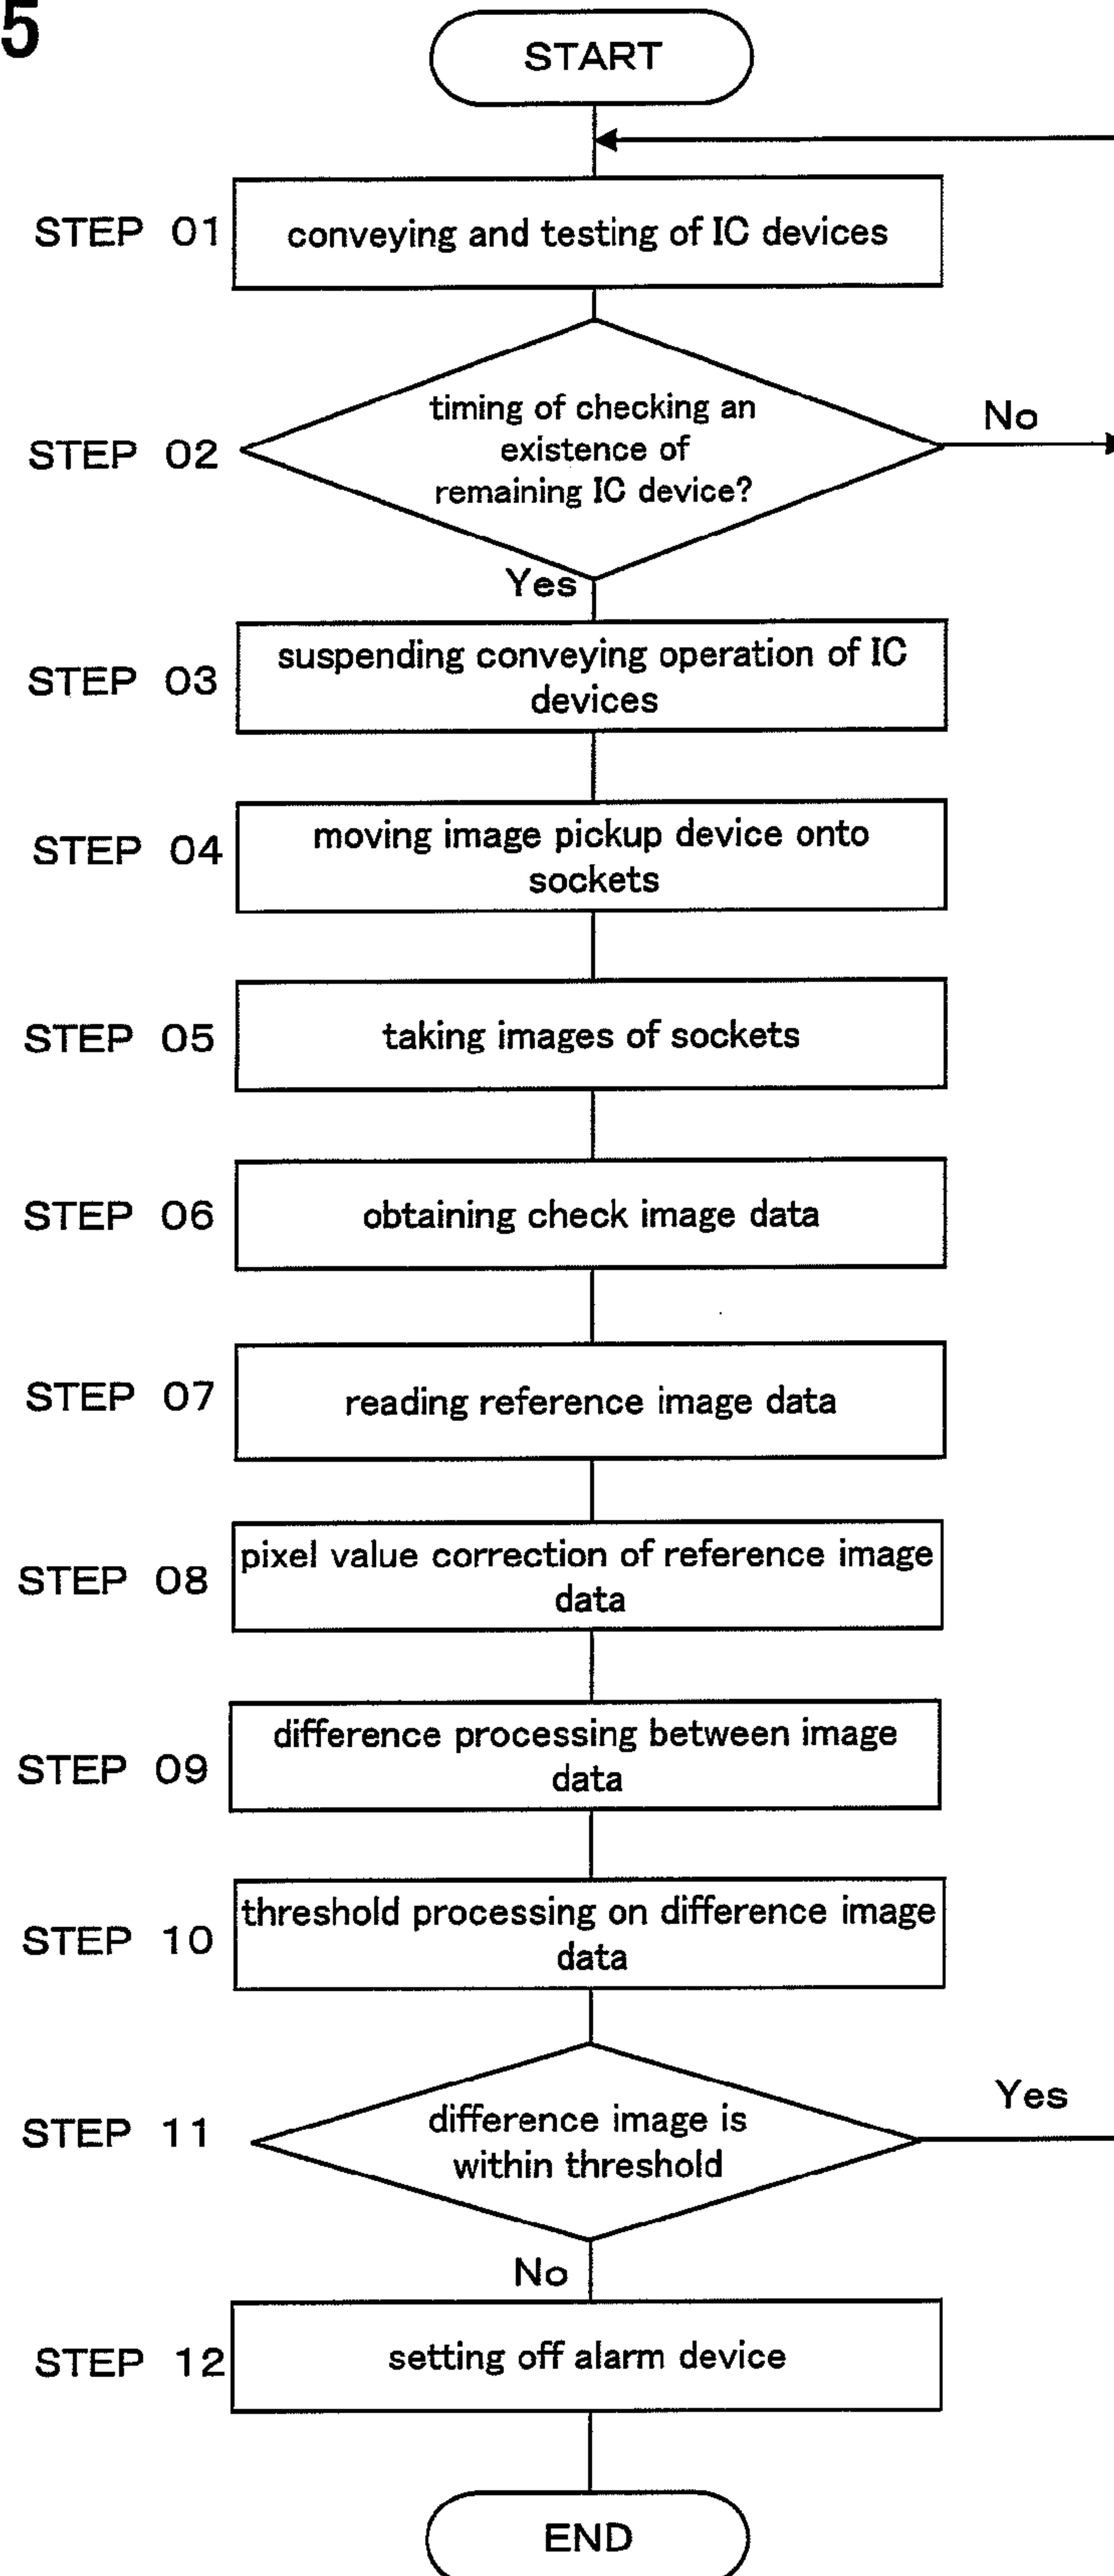 5
START
STEP 01
conveying and testing of IC devices
STEP 02
timing of checking an
existence of
remaining IC device?
No
Yes
STEP 03
suspending conveying operation of IC
devices
STEP 04
moving image pickup device onto
sockets
STEP 05
taking images of sockets
STEP 06
obtaining check image data
STEP 07
reading reference image data
STEP 08
pixel value correction of reference image
data
STEP 09
difference processing between image
data
STEP 10
threshold processing on difference image
data
STEP 11
difference image is
within threshold
Yes
No
STEP 12
setting off alarm device
END